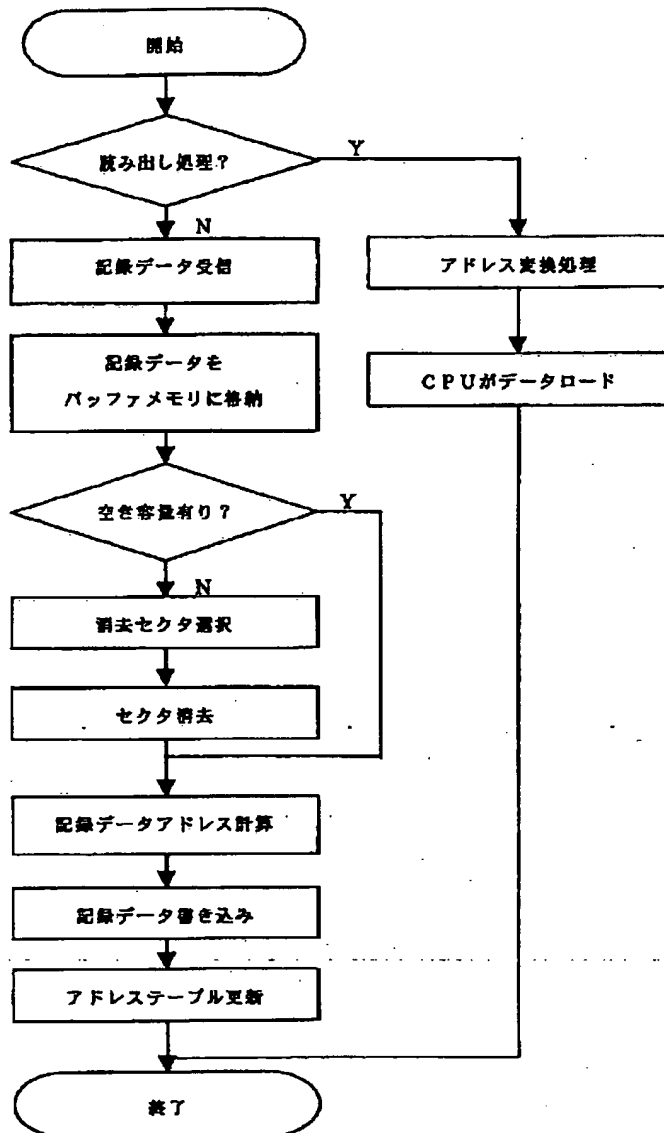 開始
読み出し処理？
Y
N
記録データ受信
アドレス変換処理
記録データを
バッファメモリに格納
CPUがデータロード
空き容量有り？
Y
N
消去セクタ選択
セクタ消去
記録データアドレス計算
記録データ書き込み
アドレステーブル更新
終了